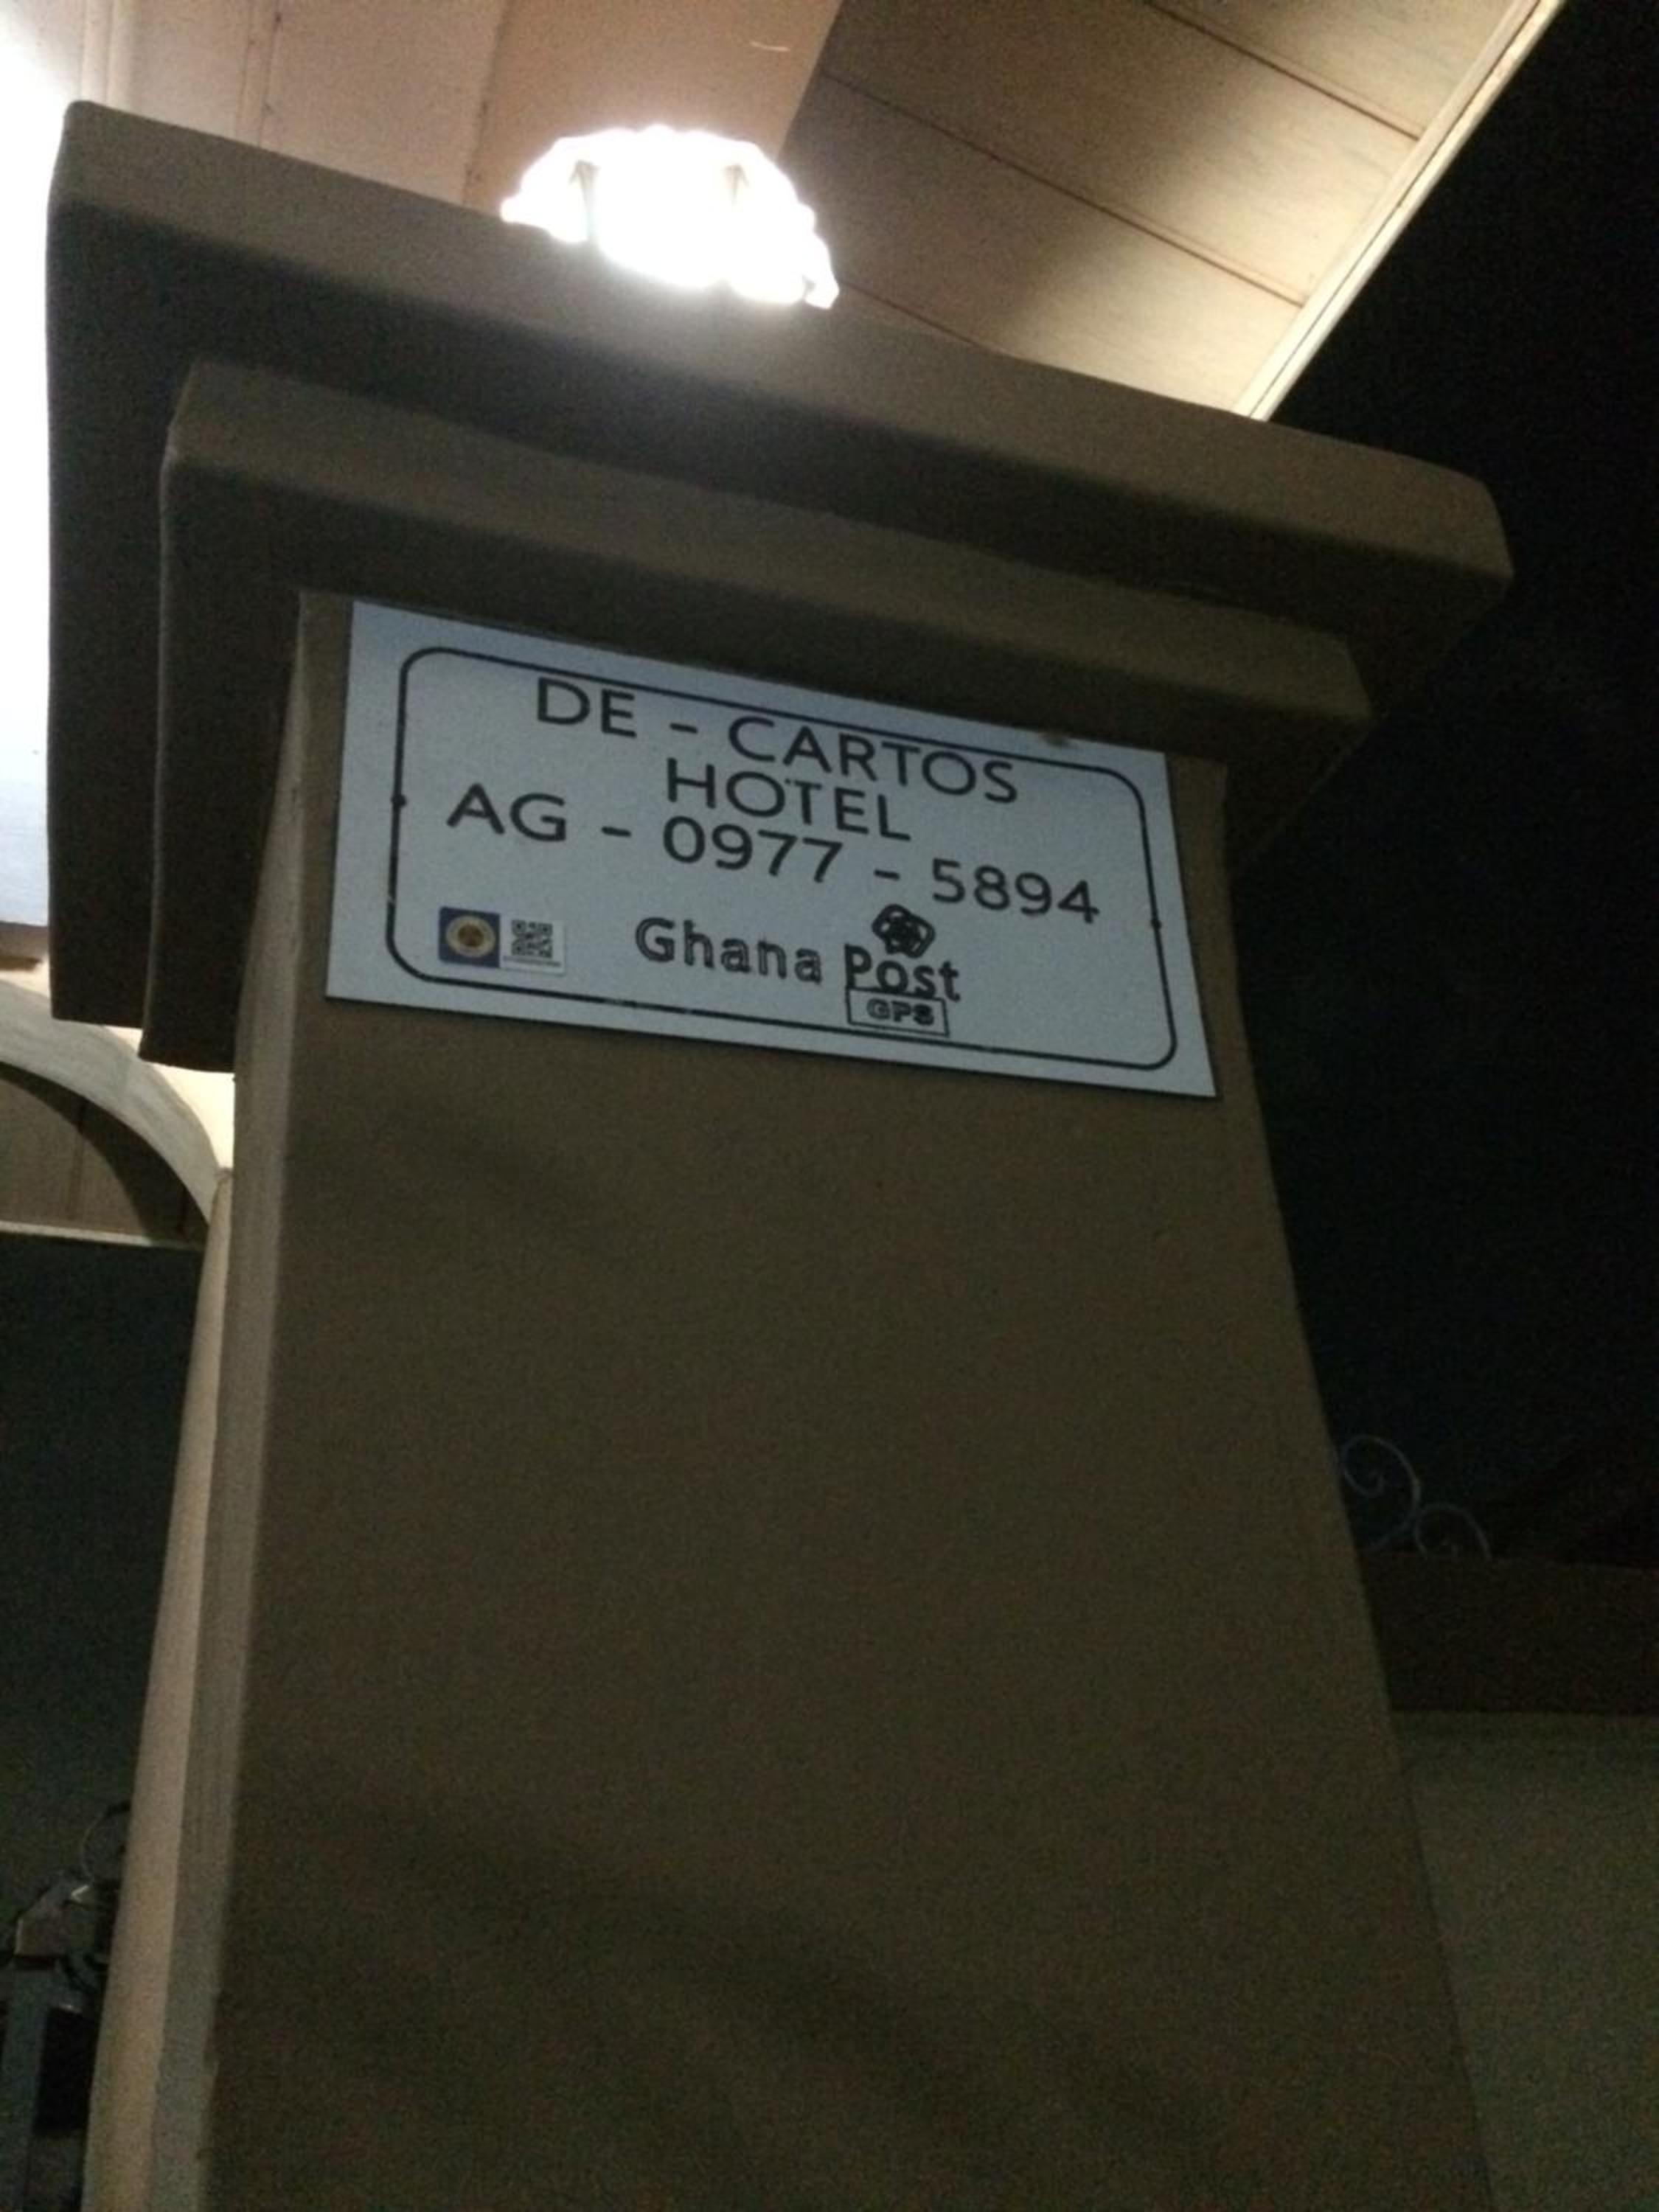 DE - CARTOS
HOTEL
AG - 0977 - 5894
Ghana Post
GPS